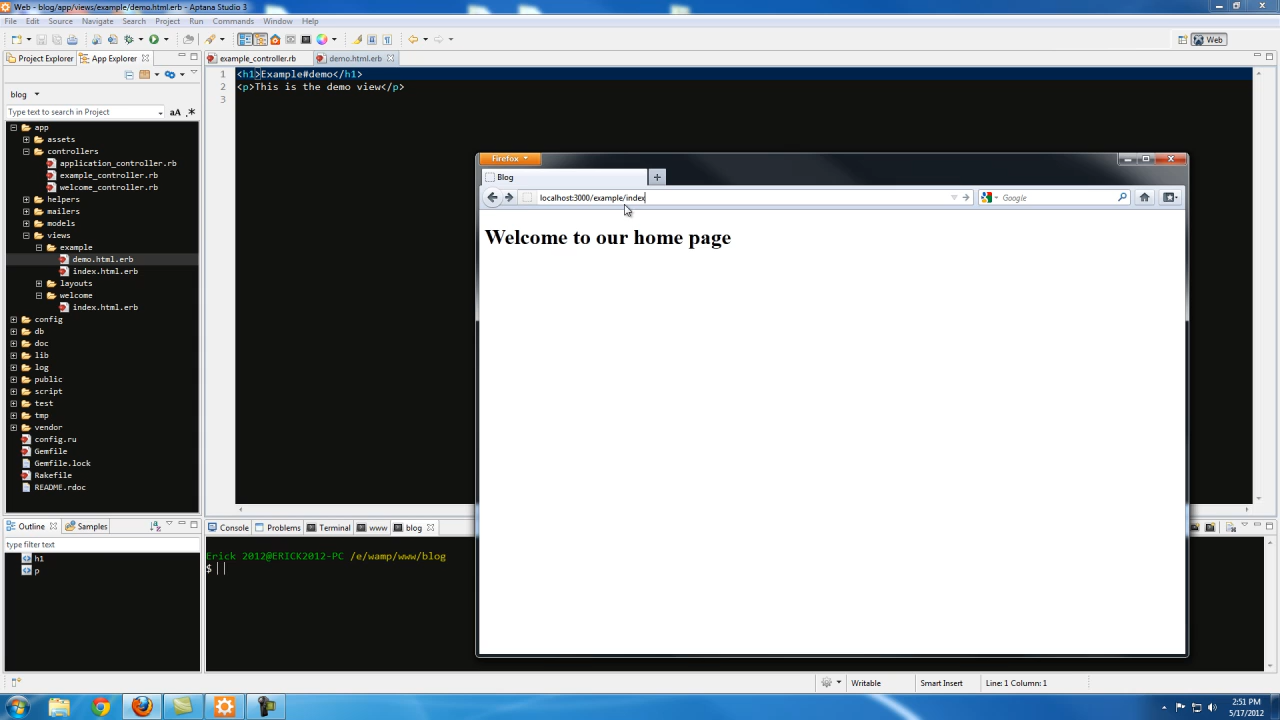 Web - blog/app/views/example/demo.html.erb - Aptana Studio 3
File Edit Source Navigate Search Project Run Commands Window Help
Web
Project Explorer App Explorer
example_controller.rb demo.html.erb
blog
Type text to search in Project
aA .*
1 <h1>Example#demo</h1>
2 <p>This is the demo view</p>
3
app
assets
controllers
application_controller.rb
example_controller.rb
welcome_controller.rb
helpers
mailers
models
views
example
demo.html.erb
index.html.erb
layouts
welcome
index.html.erb
config
db
doc
lib
log
public
script
test
tmp
vendor
config.ru
Gemfile
Gemfile.lock
Rakefile
README.rdoc
Firefox
Blog
localhost:3000/example/index
Google
Welcome to our home page
Outline Samples
type filter text
h1
p
Console Problems Terminal www blog
Erick 2012@ERICK2012-PC /e/wamp/www/blog
$
Writable Smart Insert Line: 1 Column: 1
2:51 PM
5/17/2012